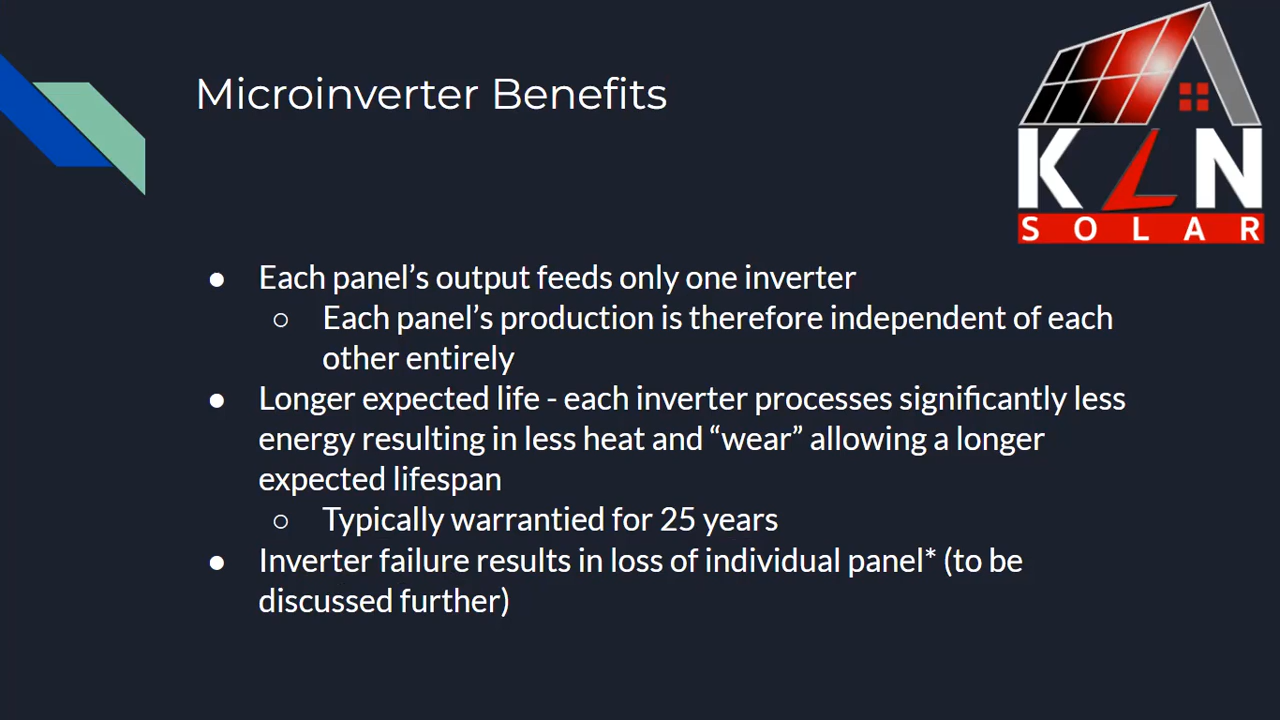 Microinverter Benefits
KLN
SOLAR
● Each panel’s output feeds only one inverter
○ Each panel’s production is therefore independent of each
other entirely
● Longer expected life - each inverter processes significantly less
energy resulting in less heat and “wear” allowing a longer
expected lifespan
○ Typically warrantied for 25 years
● Inverter failure results in loss of individual panel* (to be
discussed further)